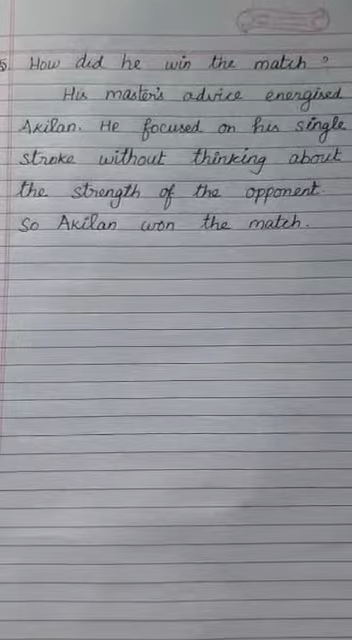 5. How did he win the match ?
His master's advice energised
Akilan. He focused on his single
stroke without thinking about
the strength of the opponent.
So Akilan won the match.